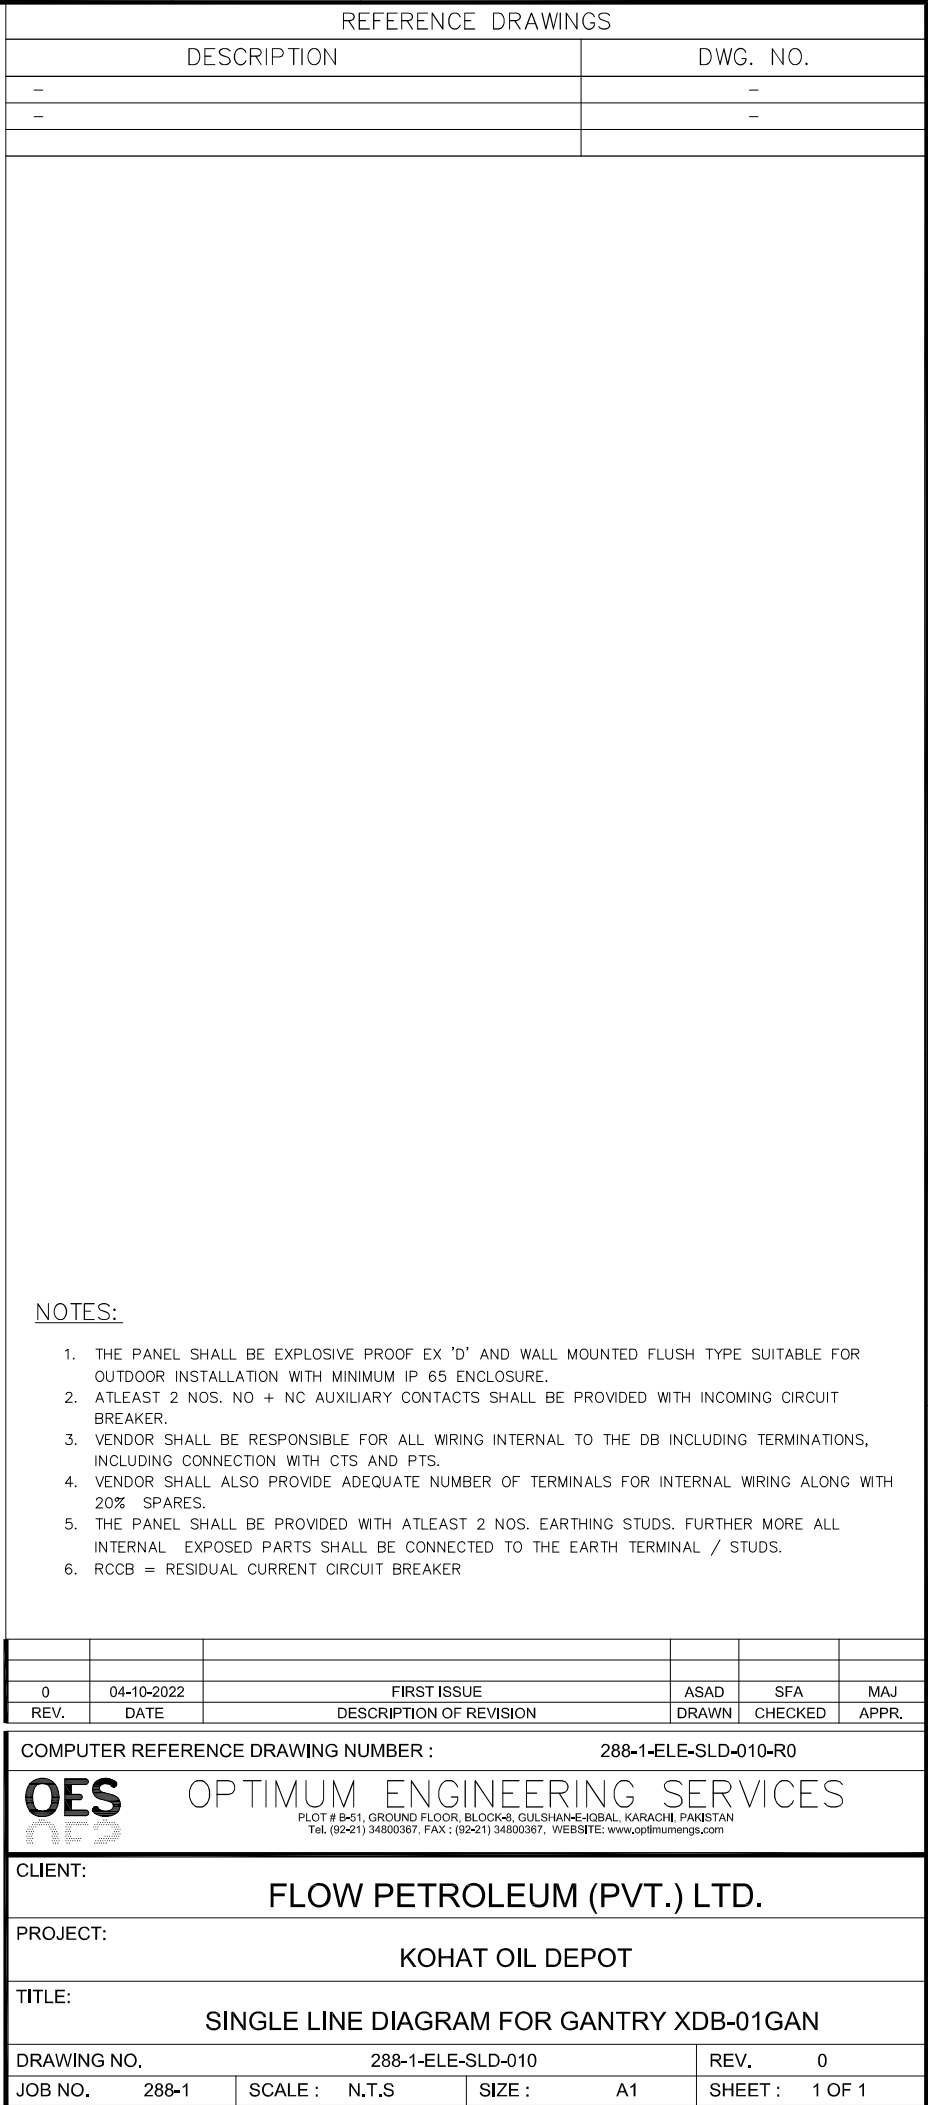 REFERENCE DRAWINGS
DESCRIPTION DWG. NO.
– –
– –
NOTES:
1. THE PANEL SHALL BE EXPLOSIVE PROOF EX 'D' AND WALL MOUNTED FLUSH TYPE SUITABLE FOR
OUTDOOR INSTALLATION WITH MINIMUM IP 65 ENCLOSURE.
2. ATLEAST 2 NOS. NO + NC AUXILIARY CONTACTS SHALL BE PROVIDED WITH INCOMING CIRCUIT
BREAKER.
3. VENDOR SHALL BE RESPONSIBLE FOR ALL WIRING INTERNAL TO THE DB INCLUDING TERMINATIONS,
INCLUDING CONNECTION WITH CTS AND PTS.
4. VENDOR SHALL ALSO PROVIDE ADEQUATE NUMBER OF TERMINALS FOR INTERNAL WIRING ALONG WITH
20% SPARES.
5. THE PANEL SHALL BE PROVIDED WITH ATLEAST 2 NOS. EARTHING STUDS. FURTHER MORE ALL
INTERNAL EXPOSED PARTS SHALL BE CONNECTED TO THE EARTH TERMINAL / STUDS.
6. RCCB = RESIDUAL CURRENT CIRCUIT BREAKER
0 04-10-2022 FIRST ISSUE ASAD SFA MAJ
REV. DATE DESCRIPTION OF REVISION DRAWN CHECKED APPR.
COMPUTER REFERENCE DRAWING NUMBER : 288-1-ELE-SLD-010-R0
OES OPTIMUM ENGINEERING SERVICES
PLOT # B-51, GROUND FLOOR, BLOCK-8, GULSHAN-E-IQBAL, KARACHI, PAKISTAN
Tel. (92-21) 34800367, FAX : (92-21) 34800367, WEBSITE: www.optimumengs.com
CLIENT:
FLOW PETROLEUM (PVT.) LTD.
PROJECT:
KOHAT OIL DEPOT
TITLE:
SINGLE LINE DIAGRAM FOR GANTRY XDB-01GAN
DRAWING NO. 288-1-ELE-SLD-010 REV. 0
JOB NO. 288-1 SCALE : N.T.S SIZE : A1 SHEET : 1 OF 1